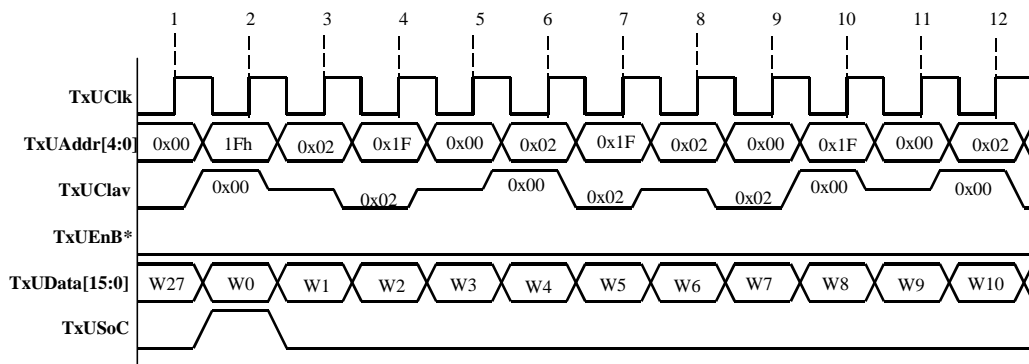 1 2 3 4 5 6 7 8 9 10 11 12
TxUClk
TxUAddr[4:0] 0x00 1Fh 0x02 0x1F 0x00 0x02 0x1F 0x02 0x00 0x1F 0x00 0x02
TxUClav 0x00 0x02 0x00 0x02 0x02 0x00 0x00
TxUEnB*
TxUData[15:0] W27 W0 W1 W2 W3 W4 W5 W6 W7 W8 W9 W10
TxUSoC